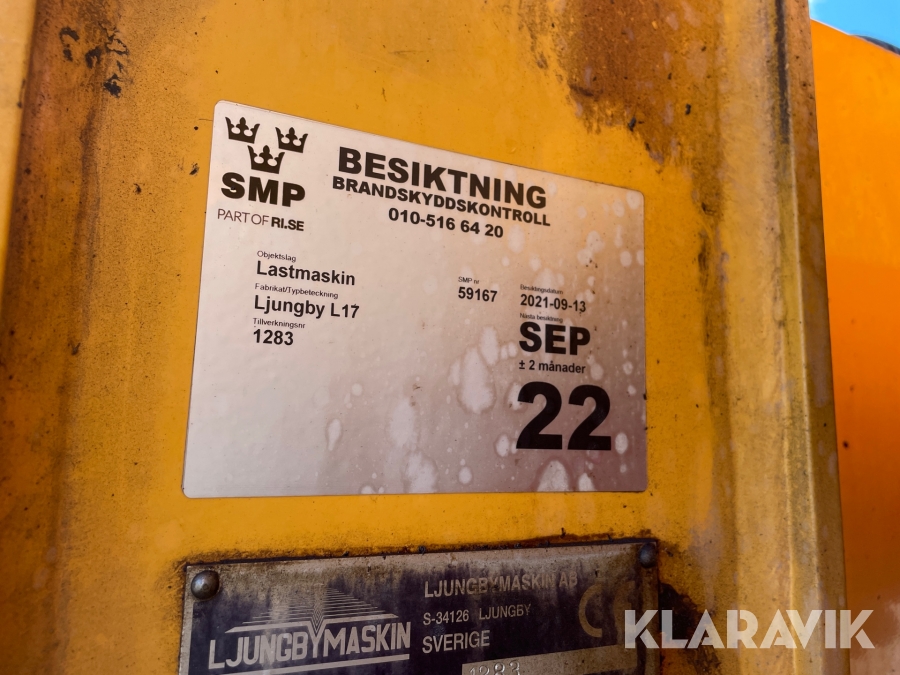 SMP
PART OF RI.SE
BESIKTNING
BRANDSKYDDSKONTROLL
010-516 64 20
Objektslag
Lastmaskin
Fabrikat/Typbeteckning
Ljungby L17
Tillverkningsnr
1283
SMP nr
59167
Besiktningsdatum
2021-09-13
Nästa besiktning
SEP
± 2 månader
22
LJUNGBYMASKIN
LJUNGBYMASKIN AB
S-34126 LJUNGBY
SVERIGE
CE
1283
KLARAVIK